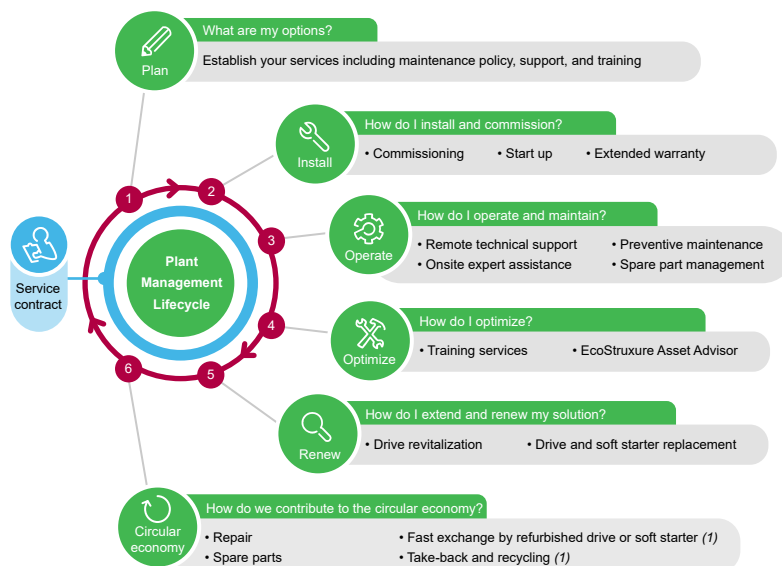 What are my options?
Plan
Establish your services including maintenance policy, support, and training
How do I install and commission?
Install
• Commissioning • Start up • Extended warranty
1
2
3
4
5
6
Plant
Management
Lifecycle
Service
contract
How do I operate and maintain?
Operate
• Remote technical support • Preventive maintenance
• Onsite expert assistance • Spare part management
How do I optimize?
Optimize
• Training services • EcoStruxure Asset Advisor
How do I extend and renew my solution?
Renew
• Drive revitalization • Drive and soft starter replacement
How do we contribute to the circular economy?
Circular
economy
• Repair • Fast exchange by refurbished drive or soft starter (1)
• Spare parts • Take-back and recycling (1)